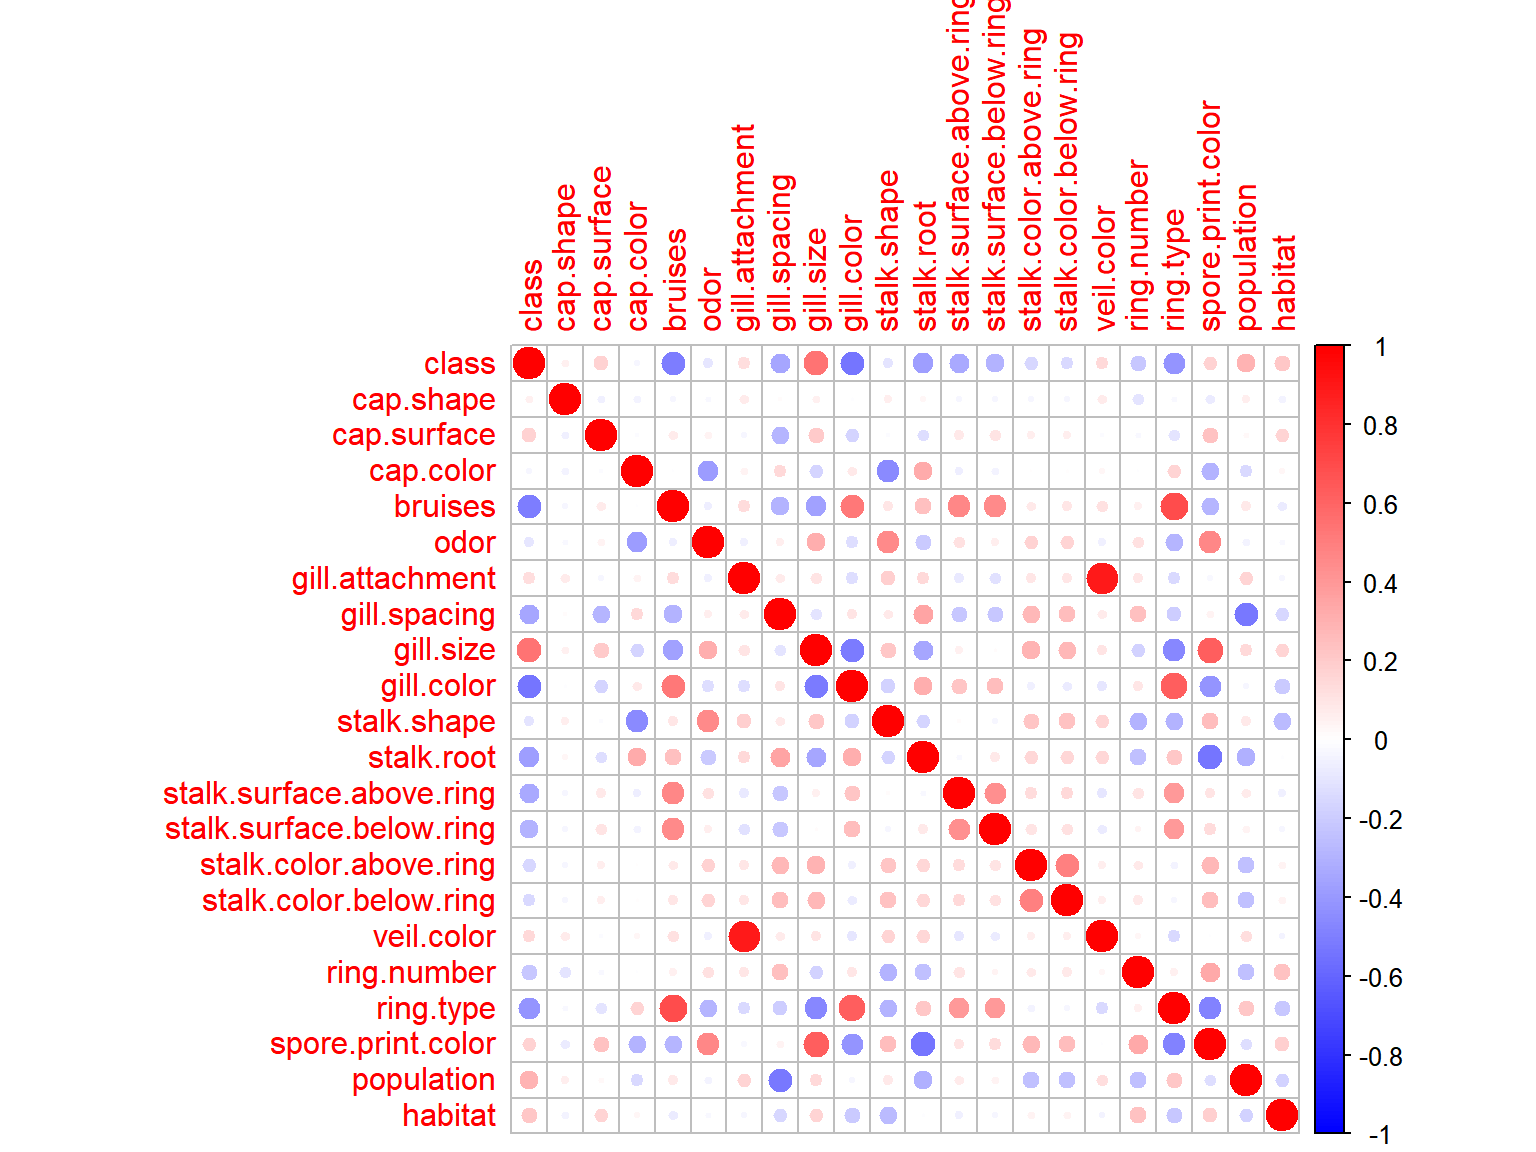 class
cap.shape
cap.surface
cap.color
bruises
odor
gill.attachment
gill.spacing
gill.size
gill.color
stalk.shape
stalk.root
stalk.surface.above.ring
stalk.surface.below.ring
stalk.color.above.ring
stalk.color.below.ring
veil.color
ring.number
ring.type
spore.print.color
population
habitat
class
cap.shape
cap.surface
cap.color
bruises
odor
gill.attachment
gill.spacing
gill.size
gill.color
stalk.shape
stalk.root
stalk.surface.above.ring
stalk.surface.below.ring
stalk.color.above.ring
stalk.color.below.ring
veil.color
ring.number
ring.type
spore.print.color
population
habitat
1
0.8
0.6
0.4
0.2
0
-0.2
-0.4
-0.6
-0.8
-1